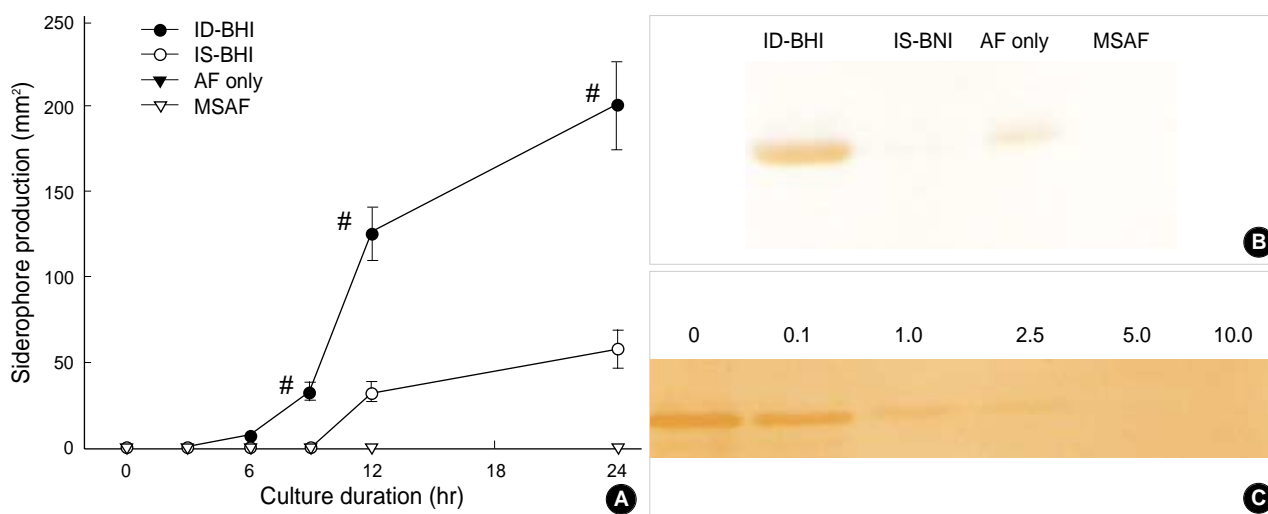 250
200
150
100
50
0
Siderophore production (mm²)
ID-BHI
IS-BHI
AF only
MSAF
#
#
#
0 6 12 18 24
Culture duration (hr)
A
ID-BHI IS-BNI AF only MSAF
B
0 0.1 1.0 2.5 5.0 10.0
C